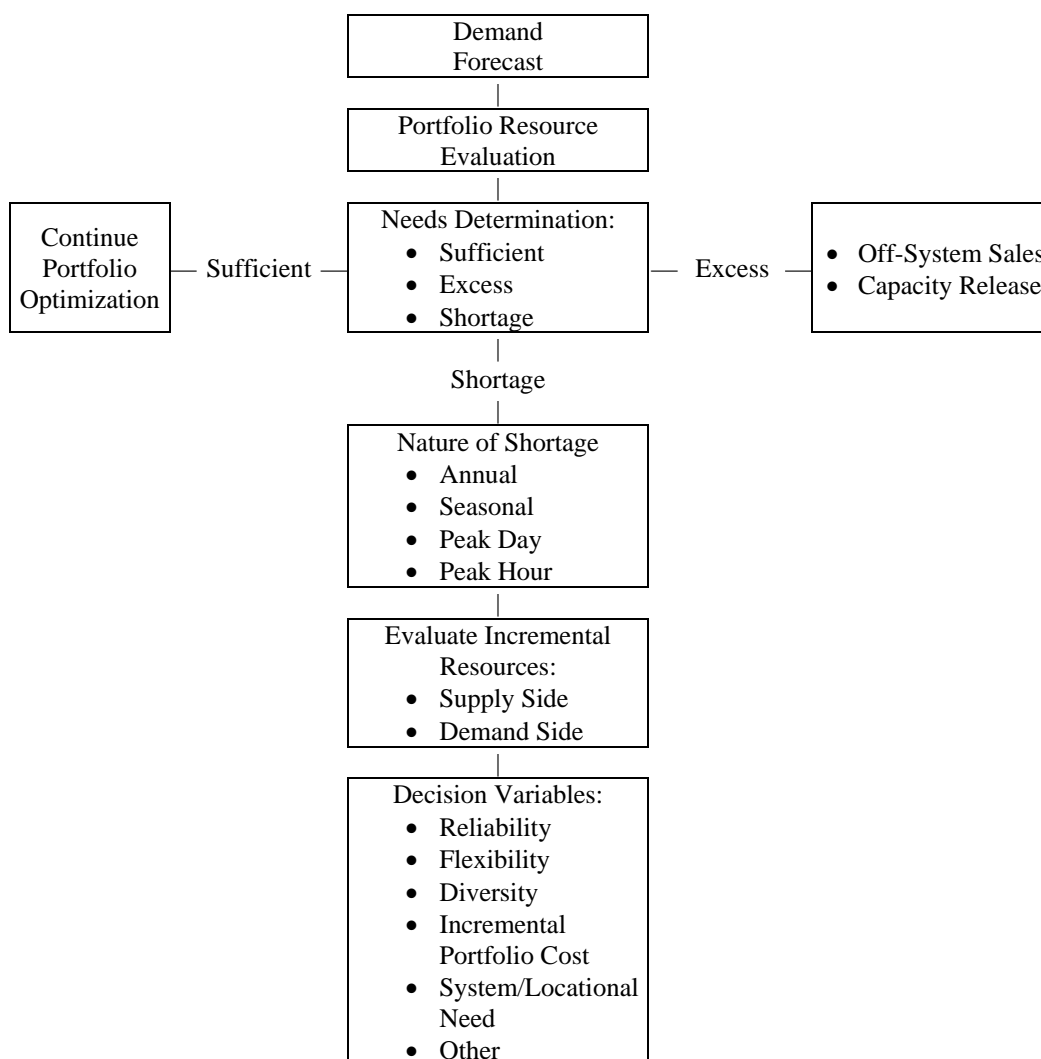 Demand
Forecast
Portfolio Resource
Evaluation
Needs Determination:
• Sufficient
• Excess
• Shortage
Continue
Portfolio
Optimization
Sufficient
Excess
• Off-System Sales
• Capacity Release
Shortage
Nature of Shortage
• Annual
• Seasonal
• Peak Day
• Peak Hour
Evaluate Incremental
Resources:
• Supply Side
• Demand Side
Decision Variables:
• Reliability
• Flexibility
• Diversity
• Incremental
Portfolio Cost
• System/Locational
Need
• Other